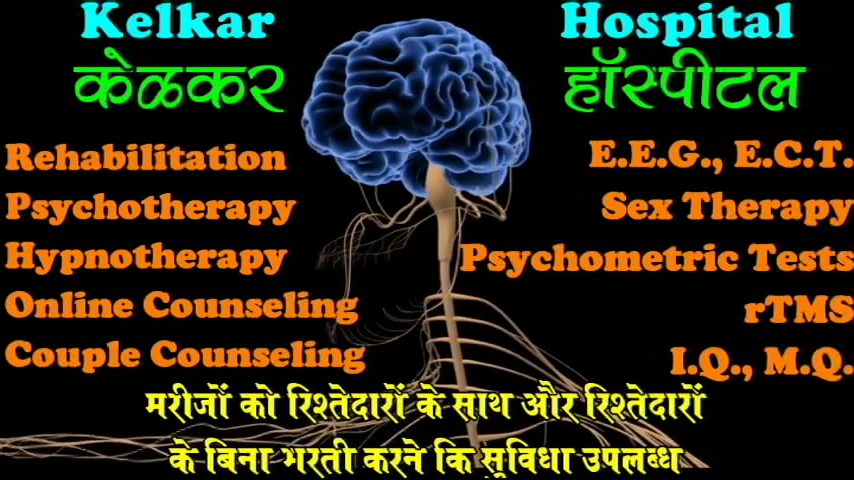 Kelkar Hospital
केळकर हॉस्पीटल
Rehabilitation
Psychotherapy
Hypnotherapy
Online Counseling
Couple Counseling
E.E.G., E.C.T.
Sex Therapy
Psychometric Tests
rTMS
I.Q., M.Q.
मरीजों को रिश्तेदारों के साथ और रिश्तेदारों
के बिना भरती करने कि सुविधा उपलब्ध